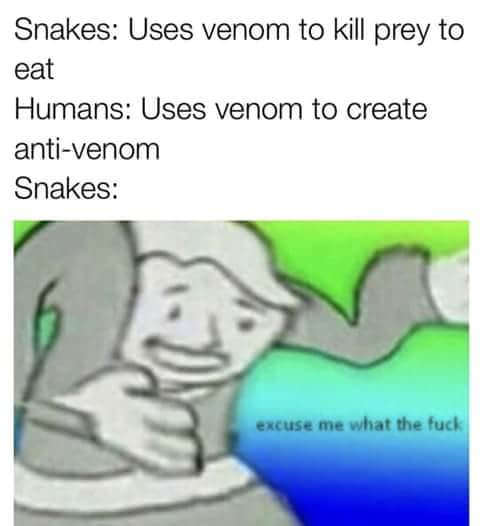 Snakes: Uses venom to kill prey to
eat
Humans: Uses venom to create
anti-venom
Snakes:
excuse me what the fuck